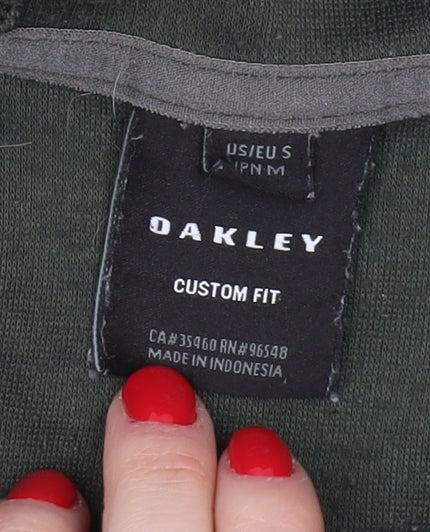 US/EU S
JPN M
OAKLEY
CUSTOM FIT
CA#35460 RN#96548
MADE IN INDONESIA